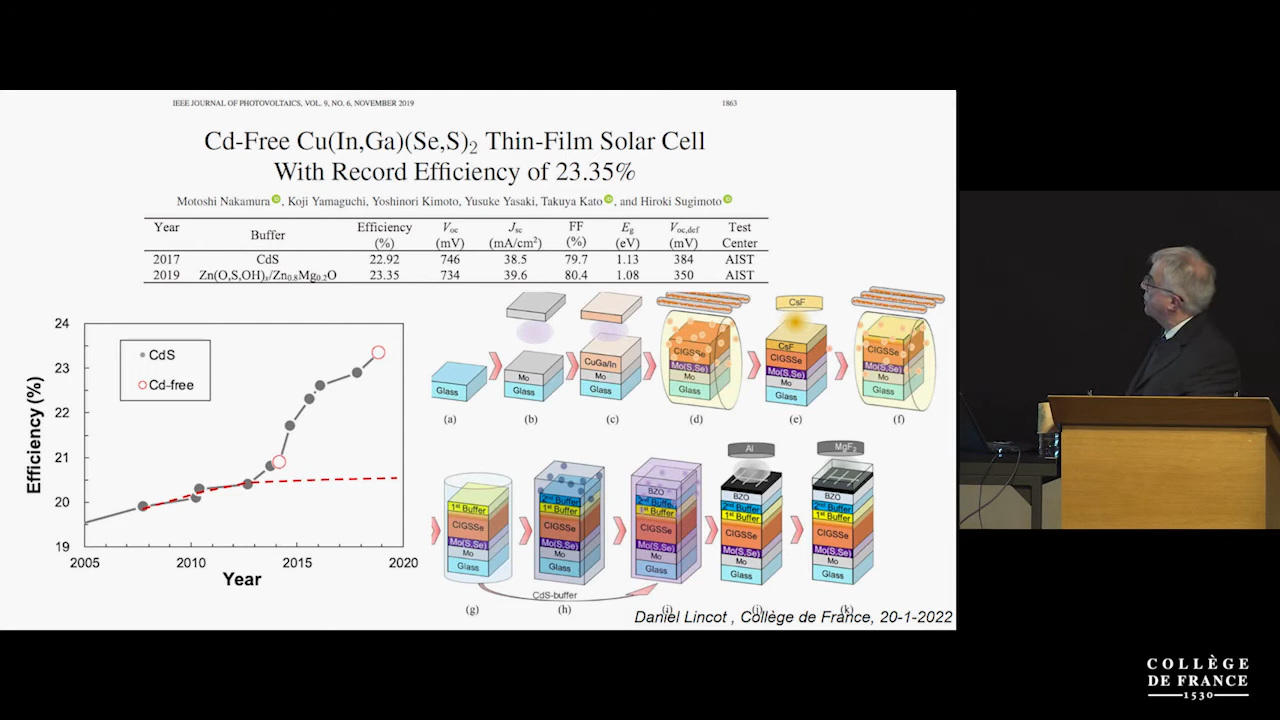 IEEE JOURNAL OF PHOTOVOLTAICS, VOL. 9, NO. 6, NOVEMBER 2019 1863
Cd-Free Cu(In,Ga)(Se,S)2 Thin-Film Solar Cell
With Record Efficiency of 23.35%
Motoshi Nakamura, Koji Yamaguchi, Yoshinori Kimoto, Yusuke Yasaki, Takuya Kato, and Hiroki Sugimoto
Year Buffer Efficiency (%) Voc (mV) Jsc (mA/cm2) FF (%) Eg (eV) Voc,def (mV) Test Center
2017 CdS 22.92 746 38.5 79.7 1.13 384 AIST
2019 Zn(O,S,OH)x/Zn0.8Mg0.2O 23.35 734 39.6 80.4 1.08 350 AIST
Efficiency (%)
24
23
22
21
20
19
CdS
Cd-free
2005 2010 2015 2020
Year
Glass
(a)
Mo
Glass
(b)
CuGa/In
Mo
Glass
(c)
CIGSSe
Mo(S,Se)
Mo
Glass
(d)
CsF
CsF
CIGSSe
Mo(S,Se)
Mo
Glass
(e)
CIGSSe
Mo(S,Se)
Mo
Glass
(f)
1st Buffer
CIGSSe
Mo(S,Se)
Mo
Glass
(g)
2nd Buffer
1st Buffer
CIGSSe
Mo(S,Se)
Mo
Glass
(h)
CdS-buffer
BZO
2nd Buffer
1st Buffer
CIGSSe
Mo(S,Se)
Mo
Glass
(i)
Al
BZO
2nd Buffer
1st Buffer
CIGSSe
Mo(S,Se)
Mo
Glass
(j)
MgF2
BZO
2nd Buffer
1st Buffer
CIGSSe
Mo(S,Se)
Mo
Glass
(k)
Daniel Lincot , Collège de France, 20-1-2022
COLLÈGE
DE FRANCE
1530